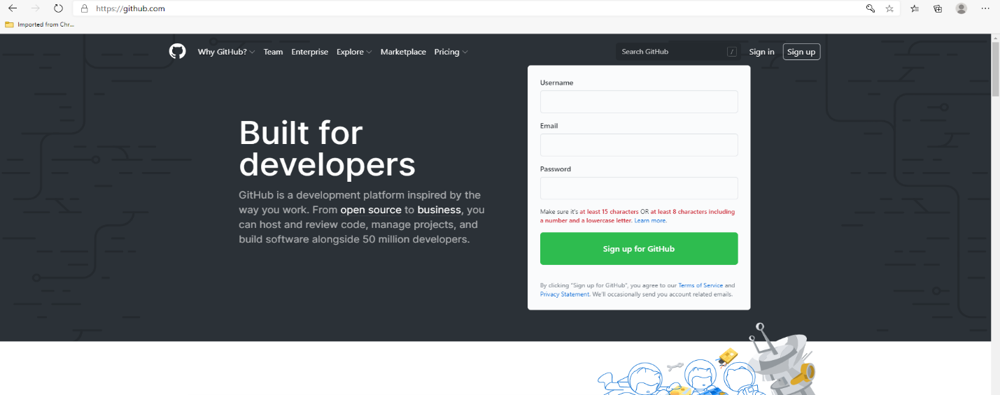 https://github.com
Imported from Chr...
Why GitHub? Team Enterprise Explore Marketplace Pricing Search GitHub / Sign in Sign up
Username
Email
Built for
developers
Password
GitHub is a development platform inspired by the
way you work. From open source to business, you
can host and review code, manage projects, and
build software alongside 50 million developers.
Make sure it's at least 15 characters OR at least 8 characters including
a number and a lowercase letter. Learn more.
Sign up for GitHub
By clicking "Sign up for GitHub", you agree to our Terms of Service and
Privacy Statement. We'll occasionally send you account related emails.